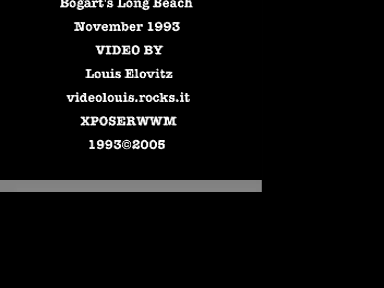 Bogart's Long Beach
November 1993
VIDEO BY
Louis Elovitz
videolouis.rocks.it
XPOSERWWM
1993©2005